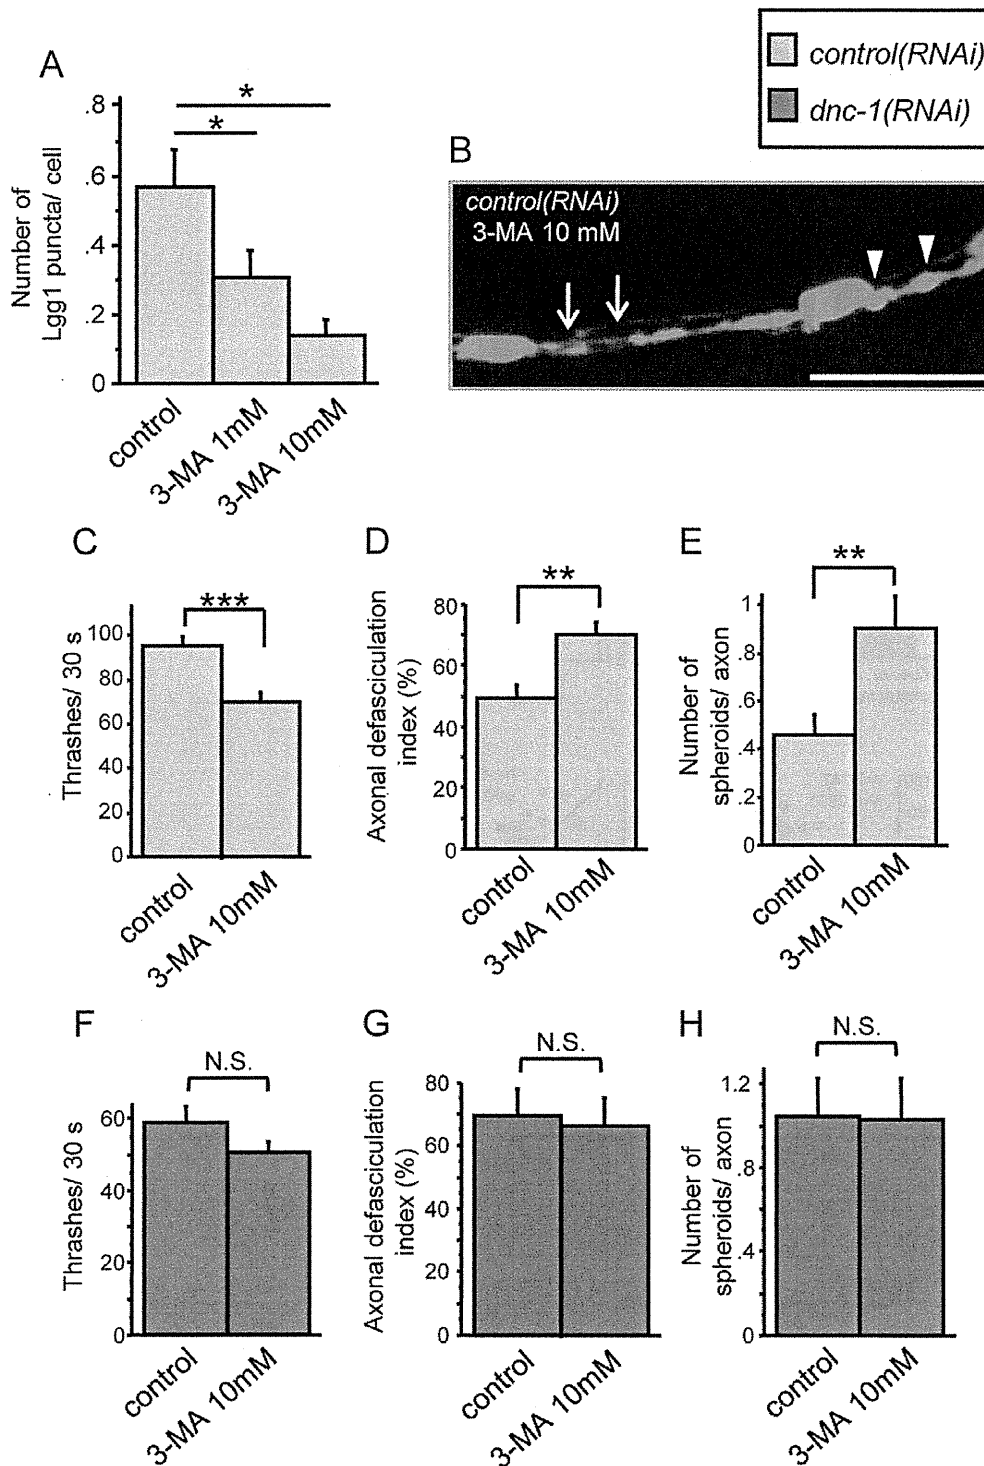 control(RNAi)
dnc-1(RNAi)
A
Number of
Lgg1 puncta/ cell
.8
.6
.4
.2
0
*
*
control
3-MA 1mM
3-MA 10mM
B
control(RNAi)
3-MA 10 mM
C
Thrashes/ 30 s
100
80
60
40
20
0
***
control
3-MA 10mM
D
Axonal defasciculation
index (%)
80
60
40
20
0
**
control
3-MA 10mM
E
Number of
spheroids/ axon
1
.8
.4
.2
0
**
control
3-MA 10mM
F
Thrashes/ 30 s
60
40
20
0
N.S.
control
3-MA 10mM
G
Axonal defasciculation
index (%)
80
60
40
20
0
N.S.
control
3-MA 10mM
H
Number of
spheroids/ axon
1.2
.8
.4
0
N.S.
control
3-MA 10mM